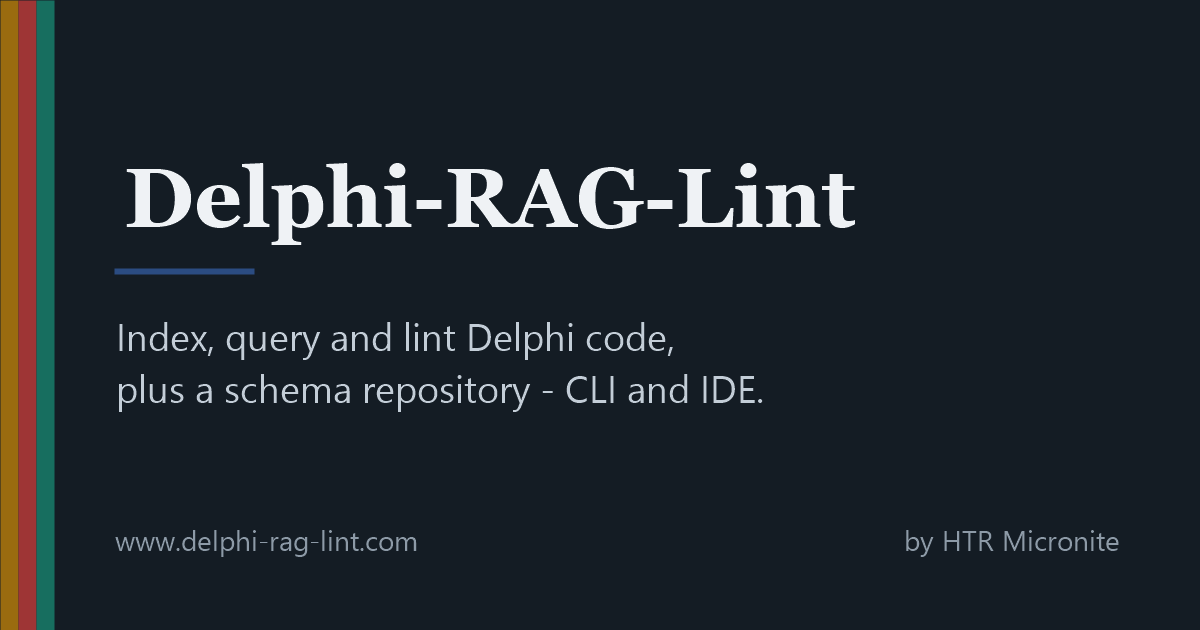 Delphi-RAG-Lint
Index, query and lint Delphi code,
plus a schema repository - CLI and IDE.
www.delphi-rag-lint.com
by HTR Micronite